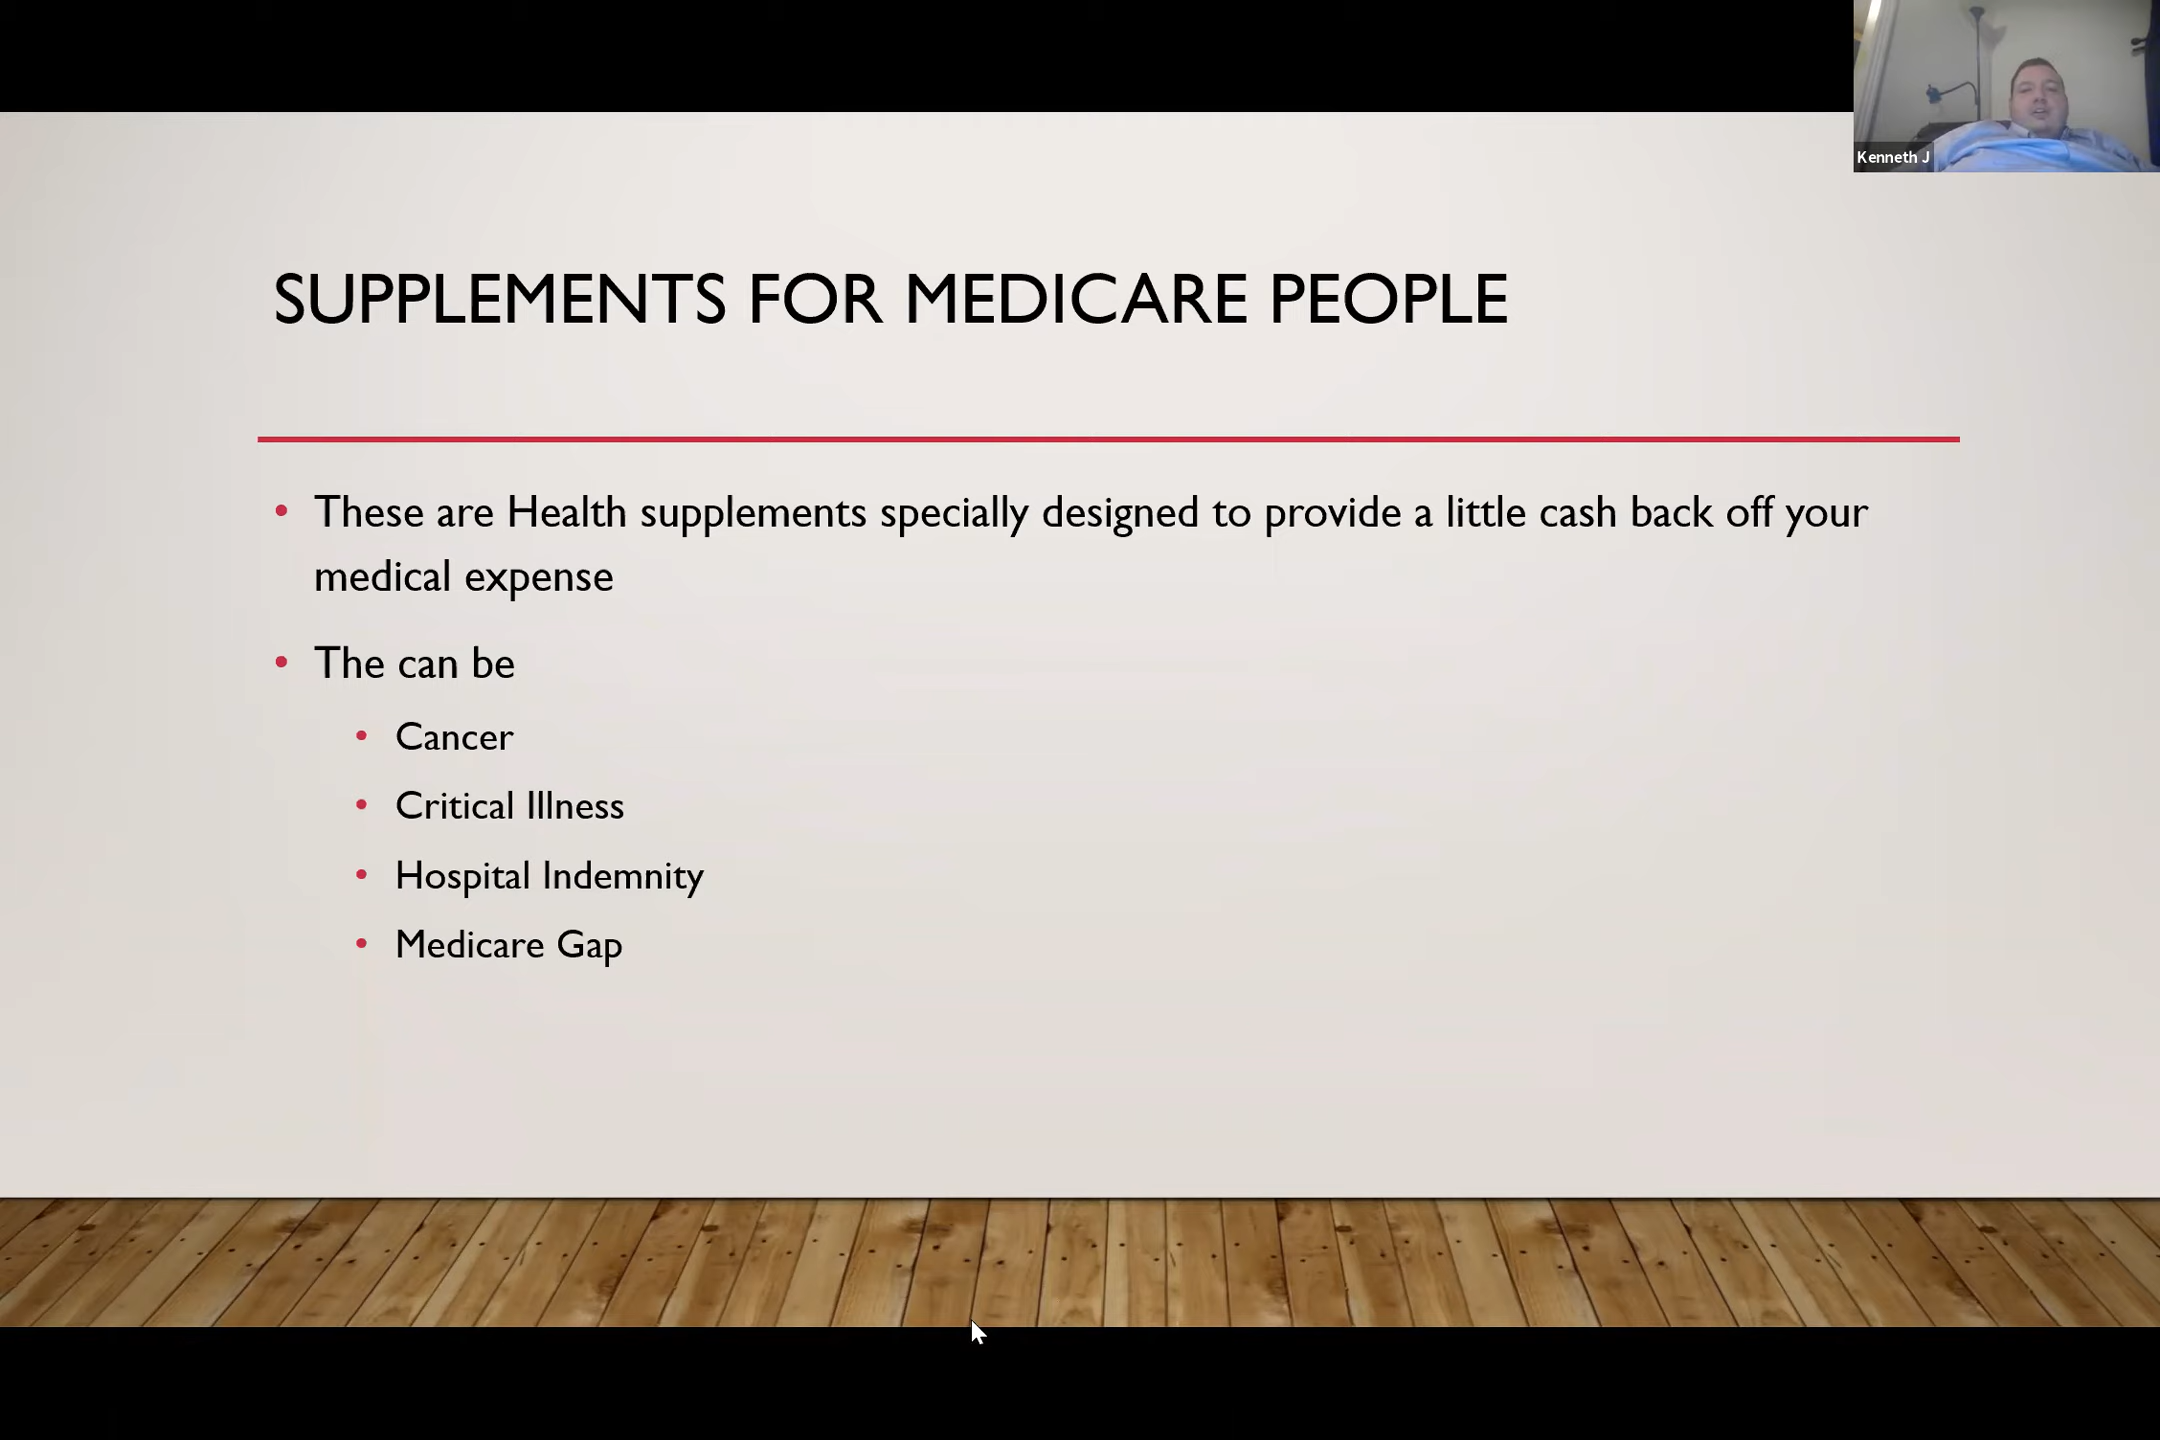 Kenneth J
SUPPLEMENTS FOR MEDICARE PEOPLE
• These are Health supplements specially designed to provide a little cash back off your
medical expense
• The can be
• Cancer
• Critical Illness
• Hospital Indemnity
• Medicare Gap